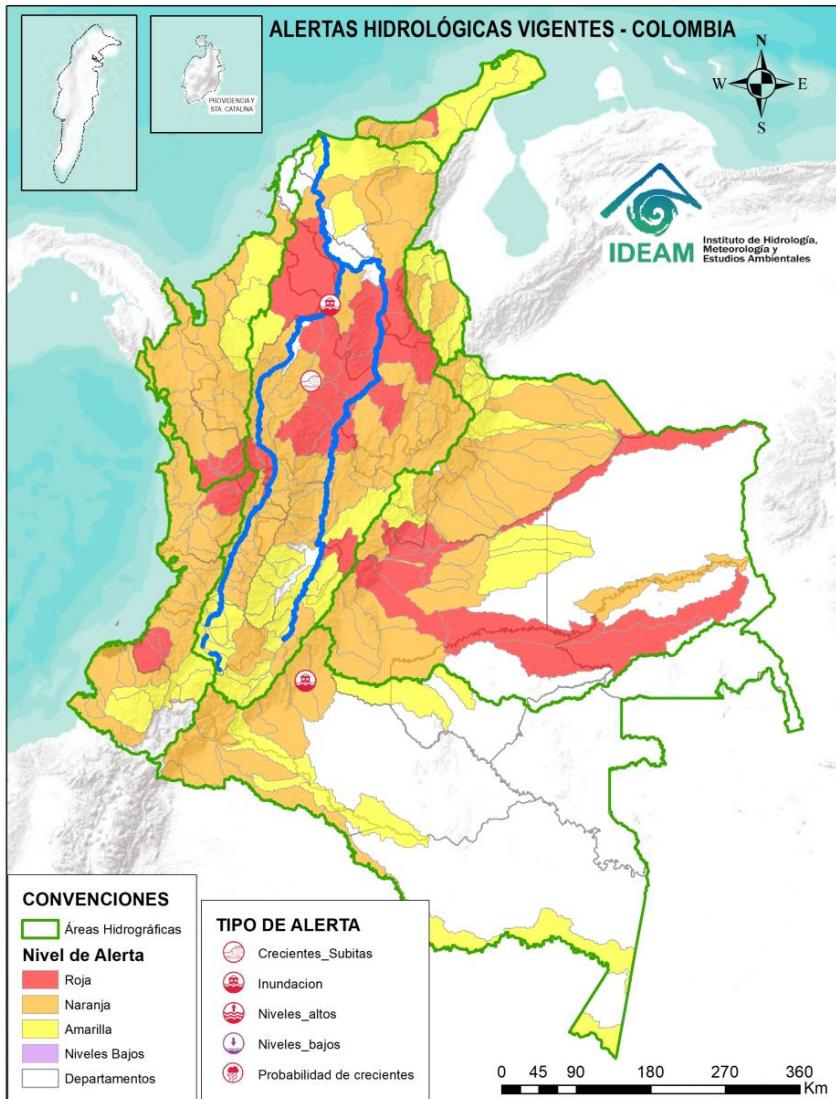 ALERTAS HIDROLÓGICAS VIGENTES - COLOMBIA
PROVIDENCIA Y
STA. CATALINA
N
W
E
S
IDEAM
Instituto de Hidrología,
Meteorología y
Estudios Ambientales
CONVENCIONES
Áreas Hidrográficas
Nivel de Alerta
Roja
Naranja
Amarilla
Niveles Bajos
Departamentos
TIPO DE ALERTA
Crecientes_Subitas
Inundacion
Niveles_altos
Niveles_bajos
Probabilidad de crecientes
0 45 90 180 270 360
Km